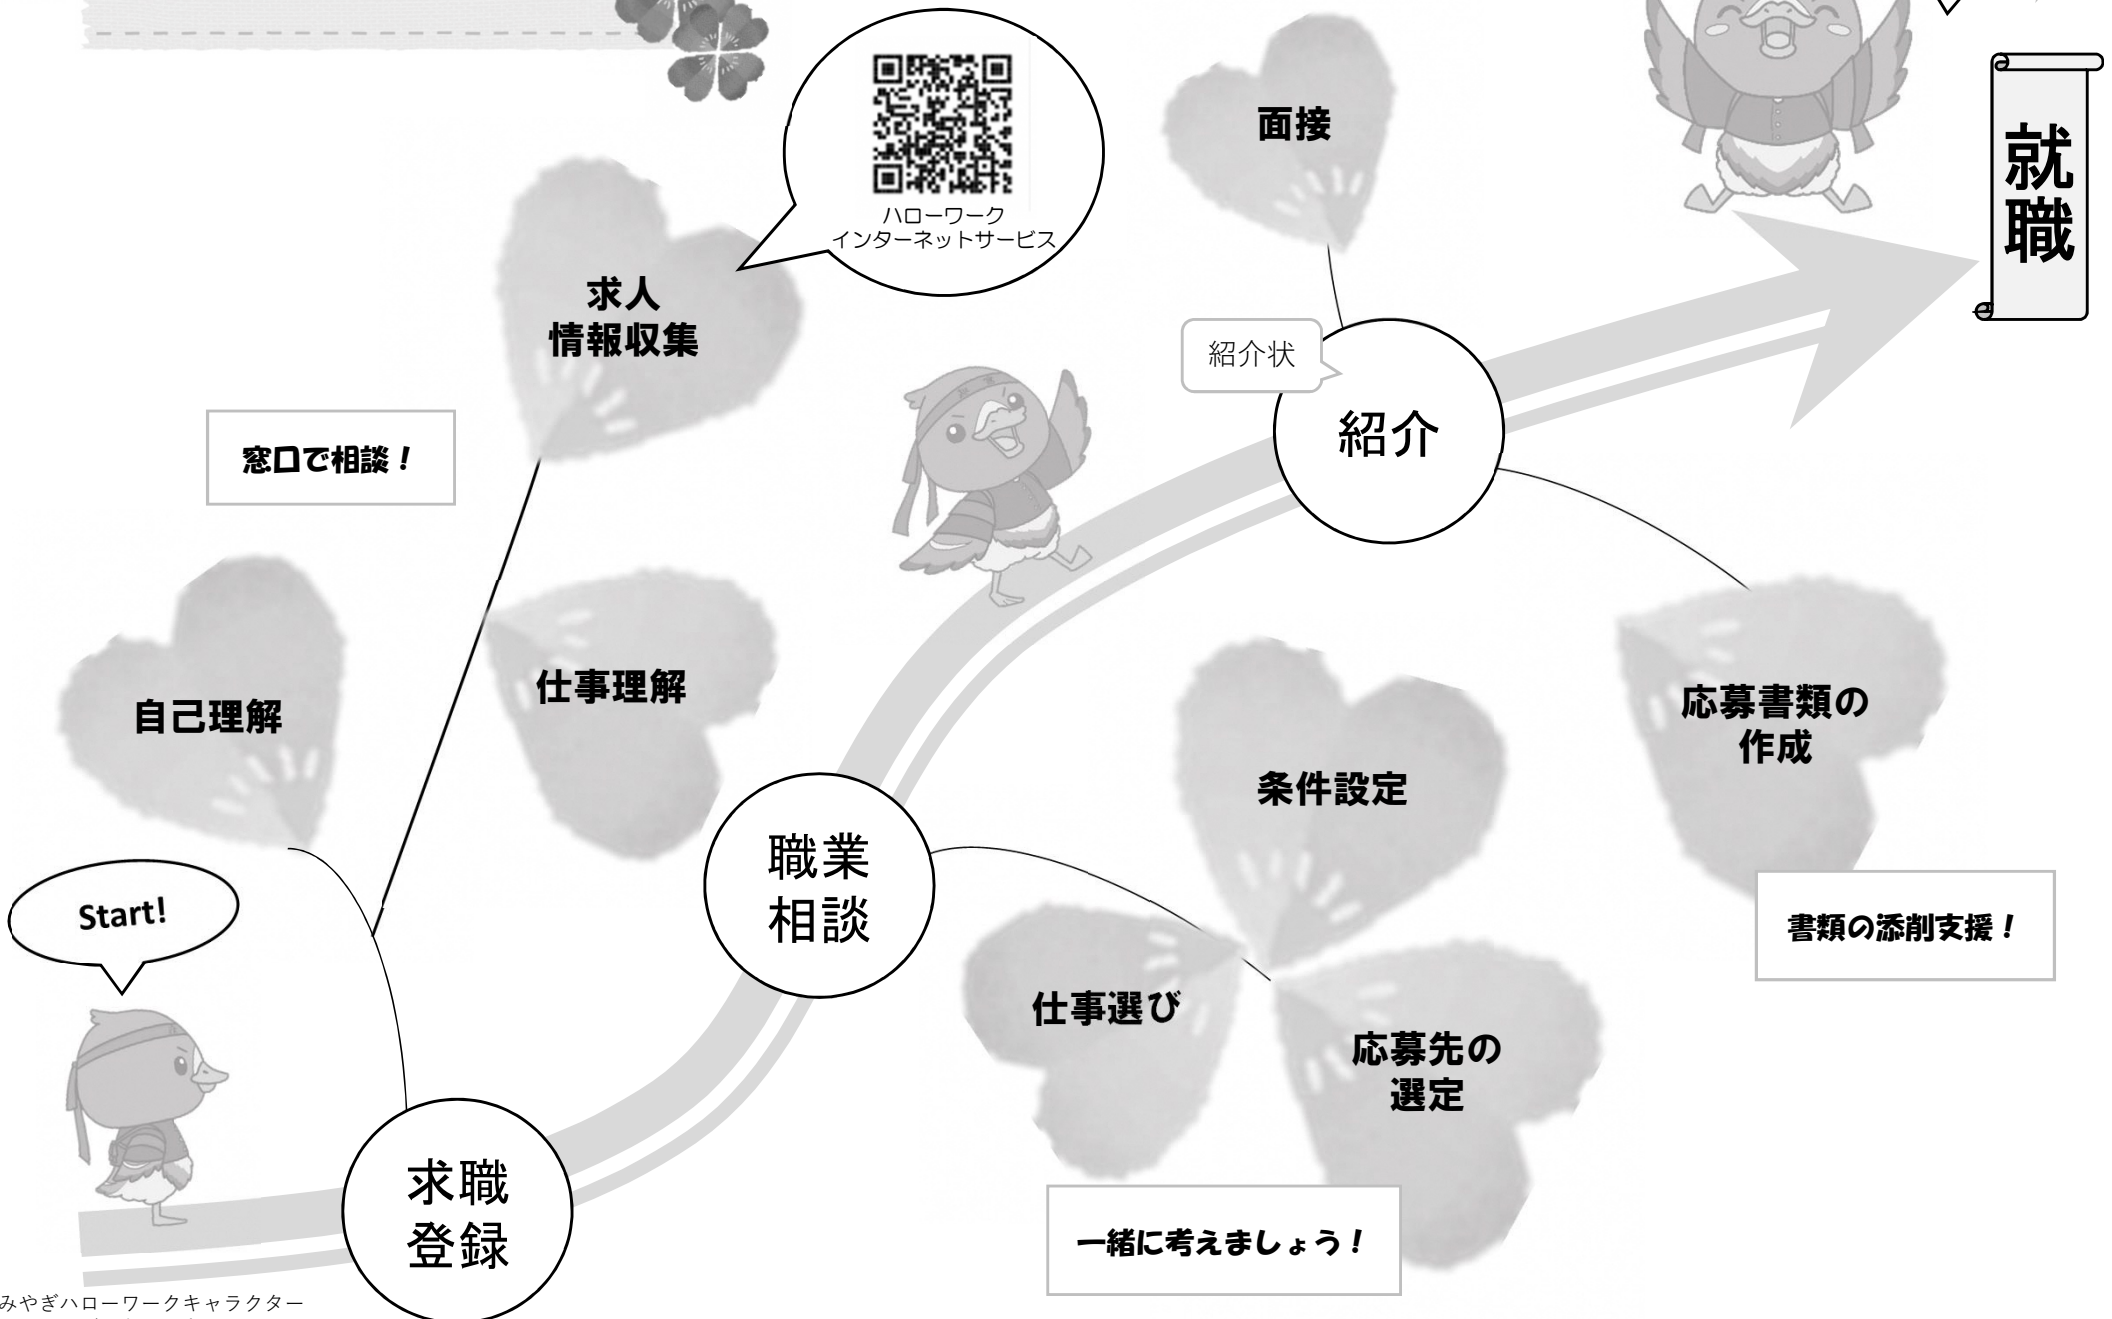 ハローワーク
インターネットサービス
面接
就職
求人
情報収集
紹介状
紹介
窓口で相談！
自己理解
仕事理解
条件設定
応募書類の
作成
職業
相談
Start!
書類の添削支援！
仕事選び
応募先の
選定
求職
登録
一緒に考えましょう！
みやぎハローワークキャラクター